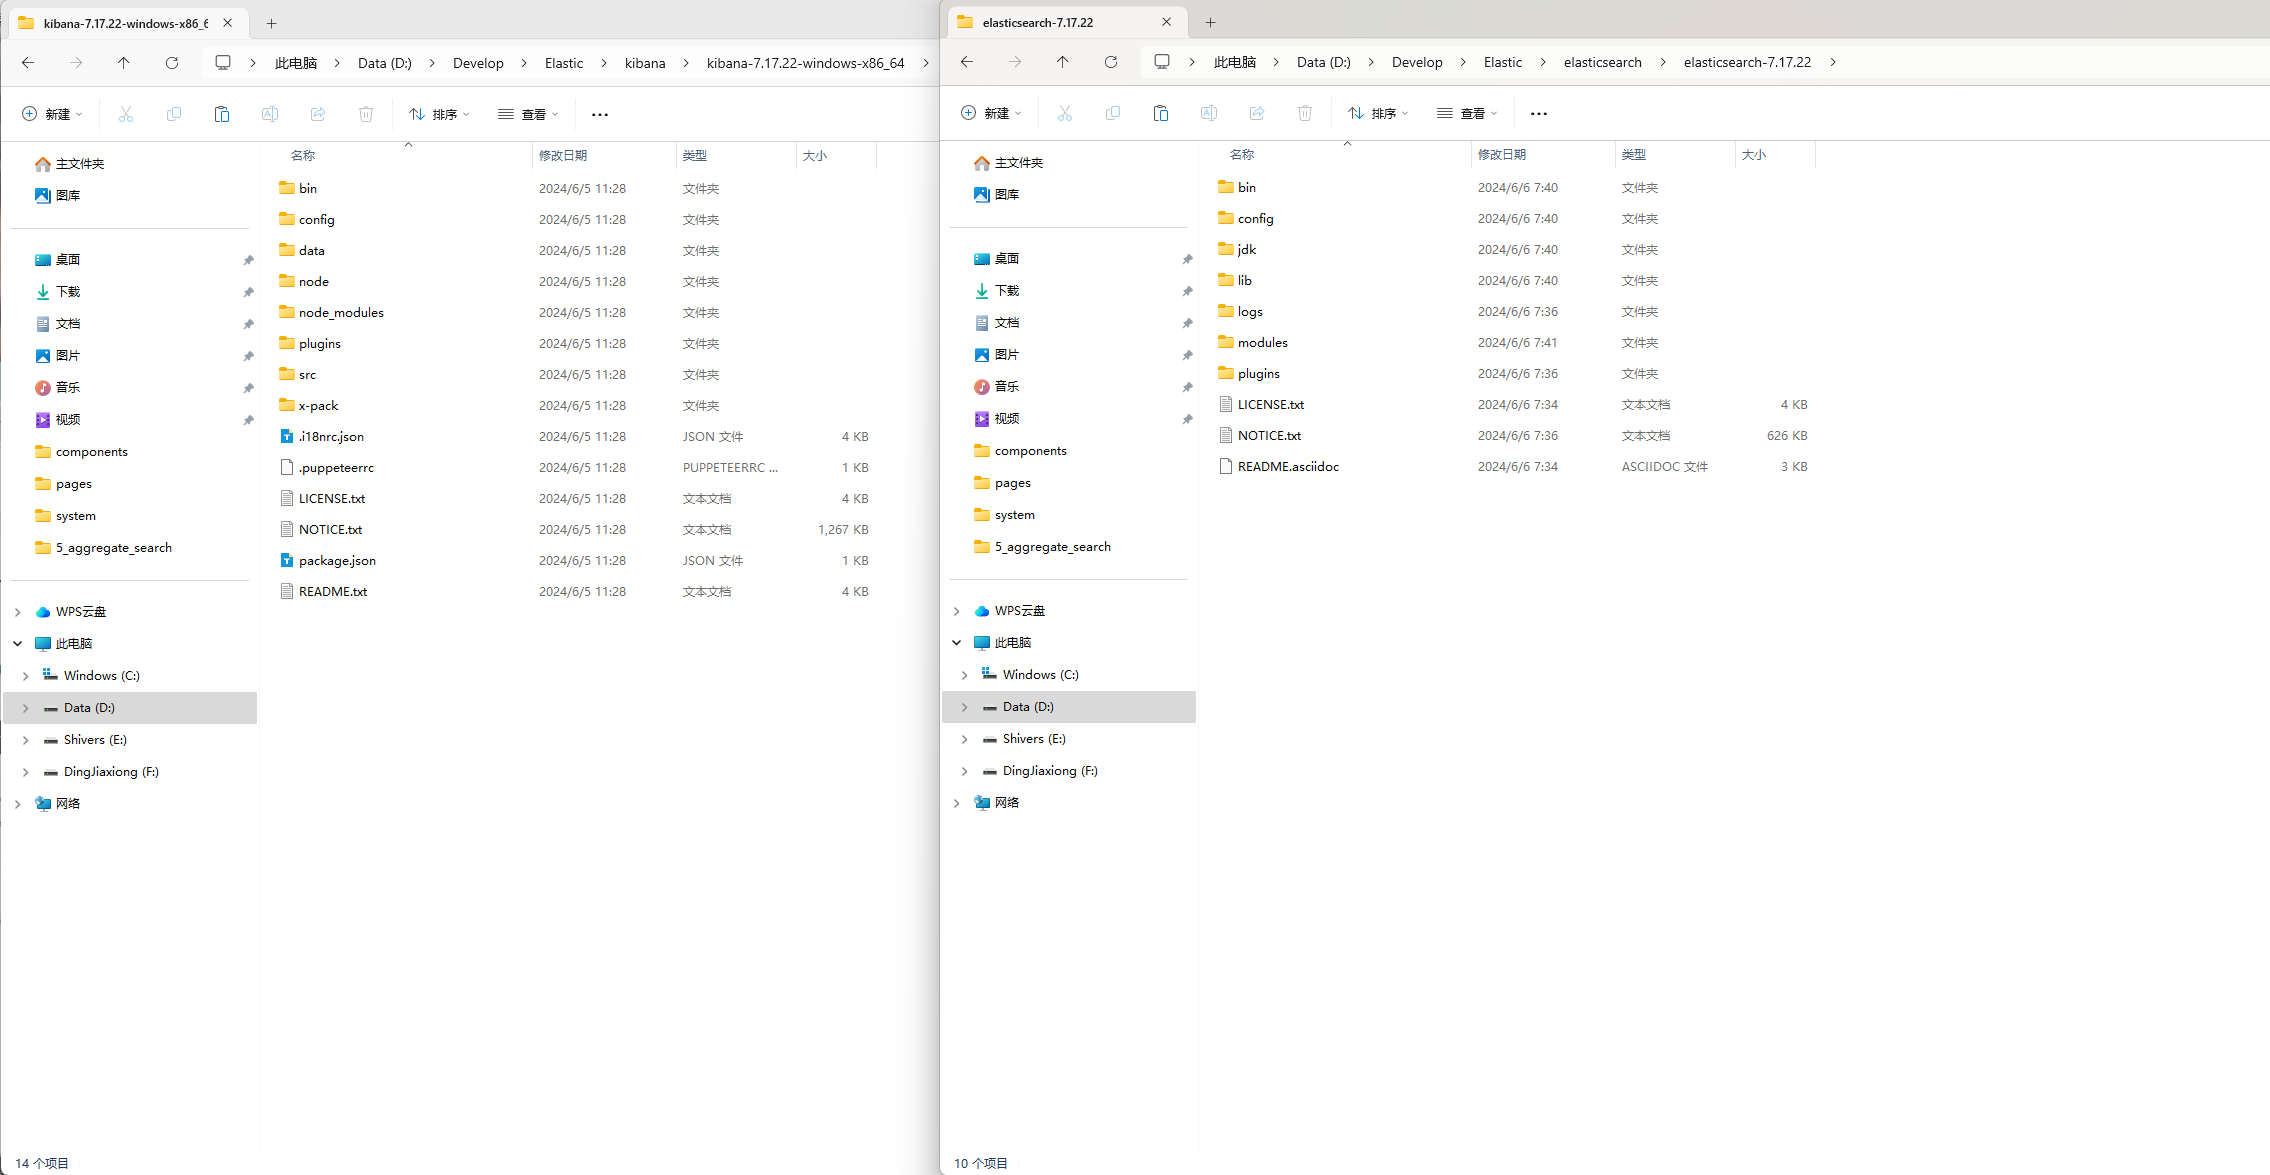 kibana-7.17.22-windows-x86_6
此电脑 Data (D:) Develop Elastic kibana kibana-7.17.22-windows-x86_64
新建 排序 查看
名称 修改日期 类型 大小
主文件夹
图库
桌面
下载
文档
图片
音乐
视频
components
pages
system
5_aggregate_search
WPS云盘
此电脑
Windows (C:)
Data (D:)
Shivers (E:)
DingJiaxiong (F:)
网络
bin 2024/6/5 11:28 文件夹
config 2024/6/5 11:28 文件夹
data 2024/6/5 11:28 文件夹
node 2024/6/5 11:28 文件夹
node_modules 2024/6/5 11:28 文件夹
plugins 2024/6/5 11:28 文件夹
src 2024/6/5 11:28 文件夹
x-pack 2024/6/5 11:28 文件夹
.i18nrc.json 2024/6/5 11:28 JSON 文件 4 KB
.puppeteerrc 2024/6/5 11:28 PUPPETEERRC ... 1 KB
LICENSE.txt 2024/6/5 11:28 文本文档 4 KB
NOTICE.txt 2024/6/5 11:28 文本文档 1,267 KB
package.json 2024/6/5 11:28 JSON 文件 1 KB
README.txt 2024/6/5 11:28 文本文档 4 KB
14 个项目
elasticsearch-7.17.22
此电脑 Data (D:) Develop Elastic elasticsearch elasticsearch-7.17.22
新建 排序 查看
名称 修改日期 类型 大小
主文件夹
图库
桌面
下载
文档
图片
音乐
视频
components
pages
system
5_aggregate_search
WPS云盘
此电脑
Windows (C:)
Data (D:)
Shivers (E:)
DingJiaxiong (F:)
网络
bin 2024/6/6 7:40 文件夹
config 2024/6/6 7:40 文件夹
jdk 2024/6/6 7:40 文件夹
lib 2024/6/6 7:40 文件夹
logs 2024/6/6 7:36 文件夹
modules 2024/6/6 7:41 文件夹
plugins 2024/6/6 7:36 文件夹
LICENSE.txt 2024/6/6 7:34 文本文档 4 KB
NOTICE.txt 2024/6/6 7:36 文本文档 626 KB
README.asciidoc 2024/6/6 7:34 ASCIIDOC 文件 3 KB
10 个项目